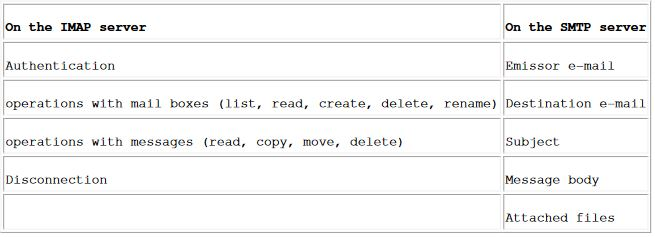 On the IMAP server On the SMTP server
Authentication Emissor e-mail
operations with mail boxes (list, read, create, delete, rename) Destination e-mail
operations with messages (read, copy, move, delete) Subject
Disconnection Message body
Attached files